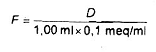 F = D / 1,00 ml × 0,1 meq/ml